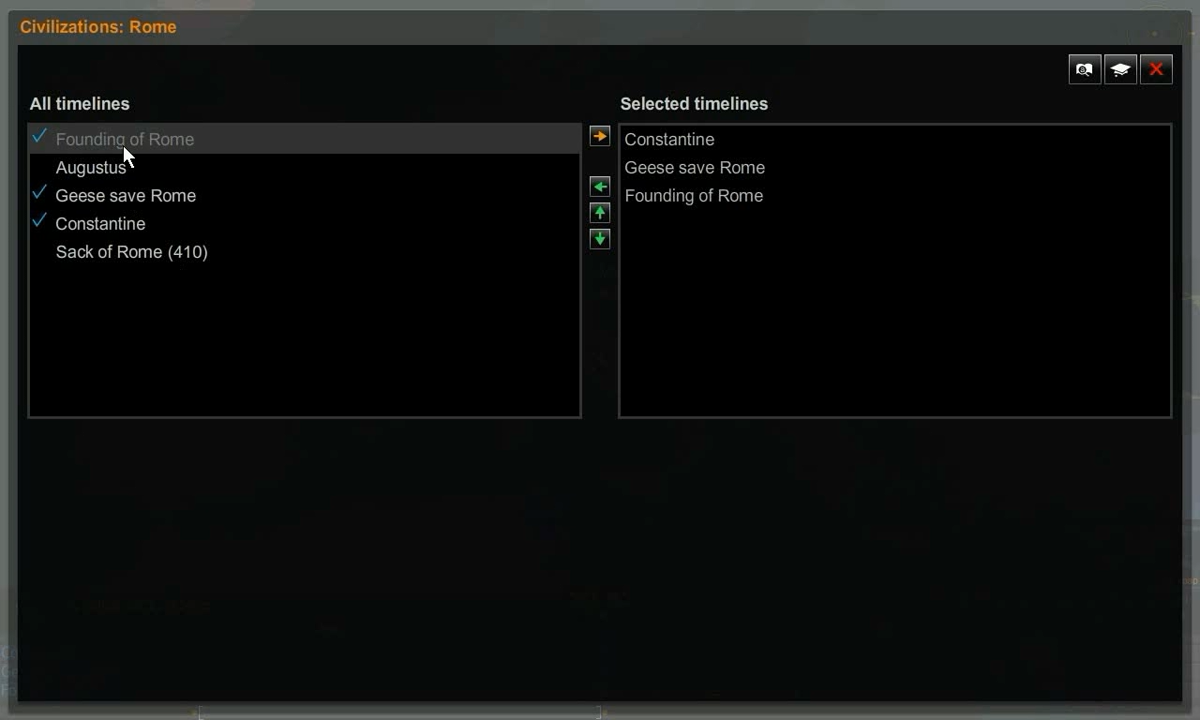 Civilizations: Rome
All timelines
Founding of Rome
Augustus
Geese save Rome
Constantine
Sack of Rome (410)
Selected timelines
Constantine
Geese save Rome
Founding of Rome